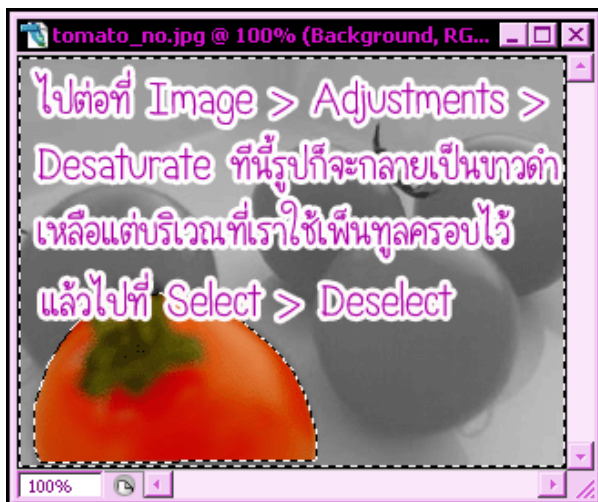 tomato_no.jpg @ 100% (Background, RG...
ไปต่อที่ Image > Adjustments >
Desaturate ทีนี้รูปก็จะกลายเป็นขาวดำ
เหลือแต่บริเวณที่เราใช้เพ็นทูลครอบไว้
แล้วไปที่ Select > Deselect
100%